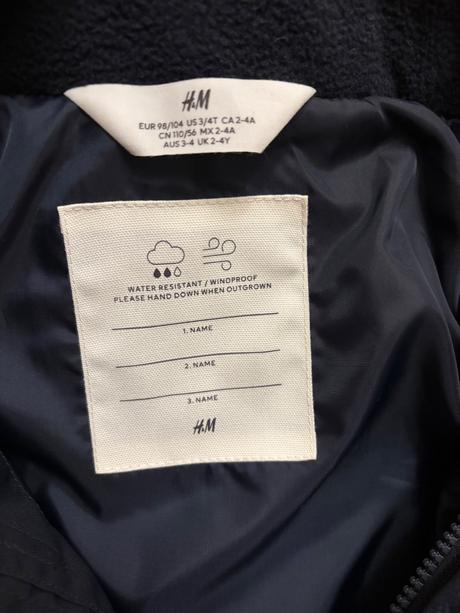 H&M
EUR 98/104 US 3/4T CA 2-4A
CN 110/56 MX 2-4A
AUS 3-4 UK 2-4Y
WATER RESISTANT / WINDPROOF
PLEASE HAND DOWN WHEN OUTGROWN
1. NAME
2. NAME
3. NAME
H&M